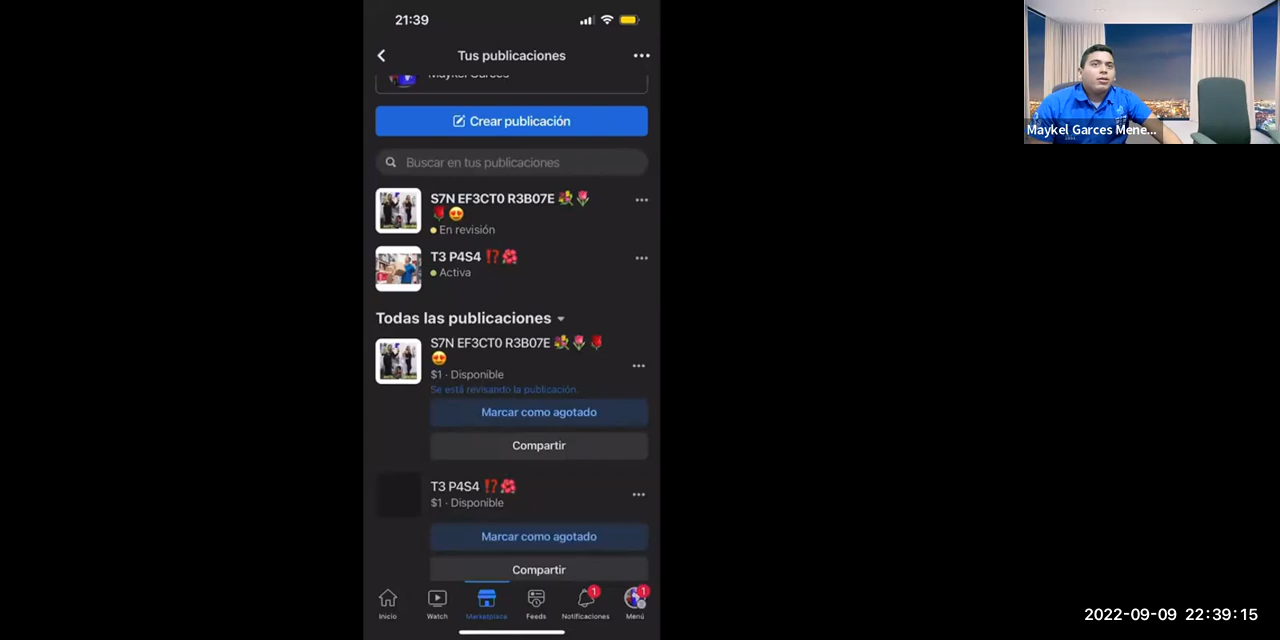 21:39
Tus publicaciones
Maykel Garces
Crear publicación
Buscar en tus publicaciones
S7N EF3CT0 R3B07E 💐🌷
🌹😍
En revisión
T3 P4S4 ⁉️🌺
Activa
Todas las publicaciones
S7N EF3CT0 R3B07E 💐🌷🌹
😍
$1 · Disponible
Se está revisando la publicación.
Marcar como agotado
Compartir
T3 P4S4 ⁉️🌺
$1 · Disponible
Marcar como agotado
Compartir
Inicio
Watch
Marketplace
Feeds
1
Notificaciones
1
Menú
Maykel Garces Mene...
2022-09-09 22:39:15